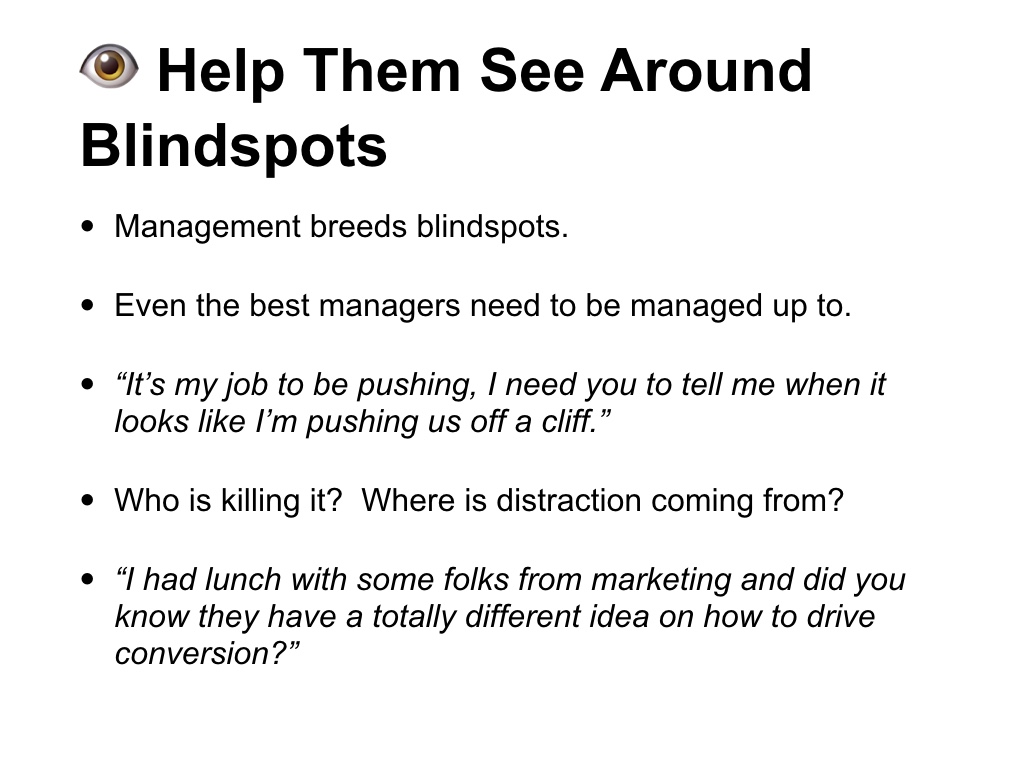 👁 Help Them See Around
Blindspots
• Management breeds blindspots.
• Even the best managers need to be managed up to.
• “It’s my job to be pushing, I need you to tell me when it
looks like I’m pushing us off a cliff.”
• Who is killing it?  Where is distraction coming from?
• “I had lunch with some folks from marketing and did you
know they have a totally different idea on how to drive
conversion?”